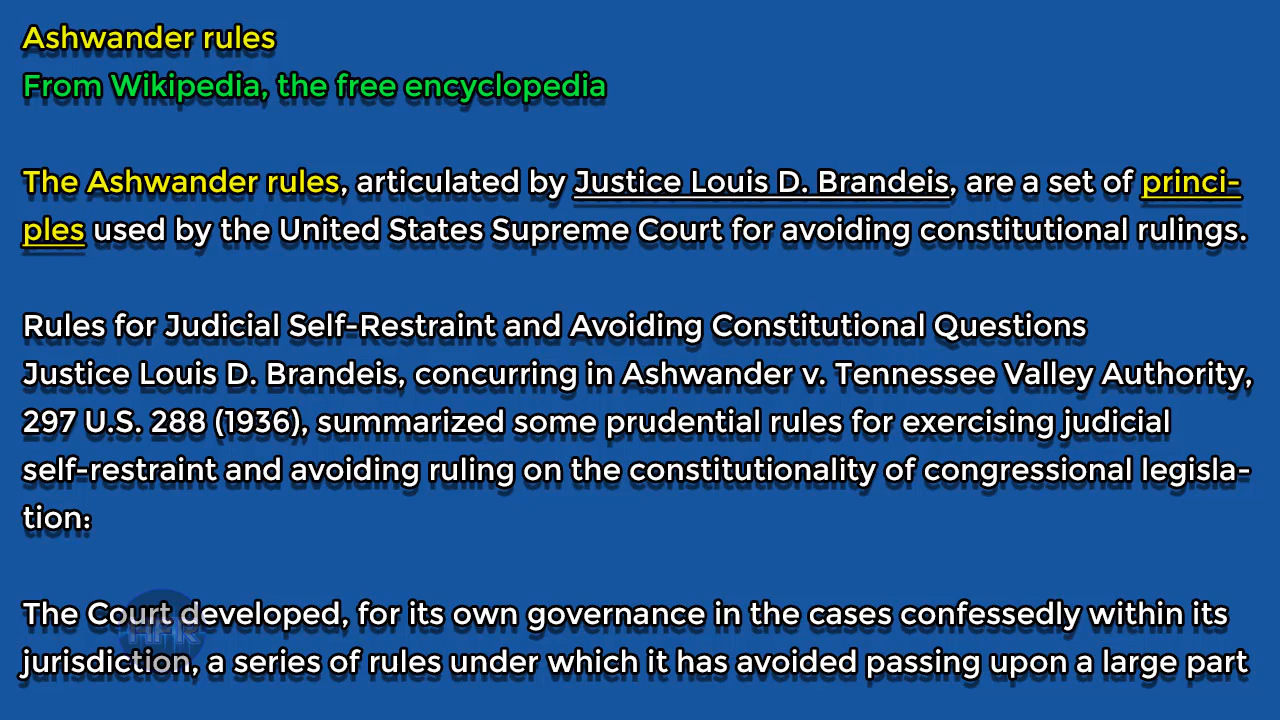 Ashwander rules
From Wikipedia, the free encyclopedia
The Ashwander rules, articulated by Justice Louis D. Brandeis, are a set of princi-
ples used by the United States Supreme Court for avoiding constitutional rulings.
Rules for Judicial Self-Restraint and Avoiding Constitutional Questions
Justice Louis D. Brandeis, concurring in Ashwander v. Tennessee Valley Authority,
297 U.S. 288 (1936), summarized some prudential rules for exercising judicial
self-restraint and avoiding ruling on the constitutionality of congressional legisla-
tion:
The Court developed, for its own governance in the cases confessedly within its
jurisdiction, a series of rules under which it has avoided passing upon a large part